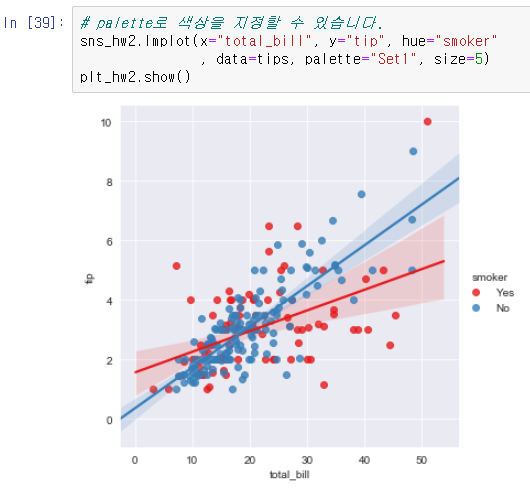 In [39]: # palette로 색상을 지정할 수 있습니다.
sns_hw2.lmplot(x="total_bill", y="tip", hue="smoker"
, data=tips, palette="Set1", size=5)
plt_hw2.show()
10
8
6
4
2
0
tip
smoker
Yes
No
0 10 20 30 40 50
total_bill